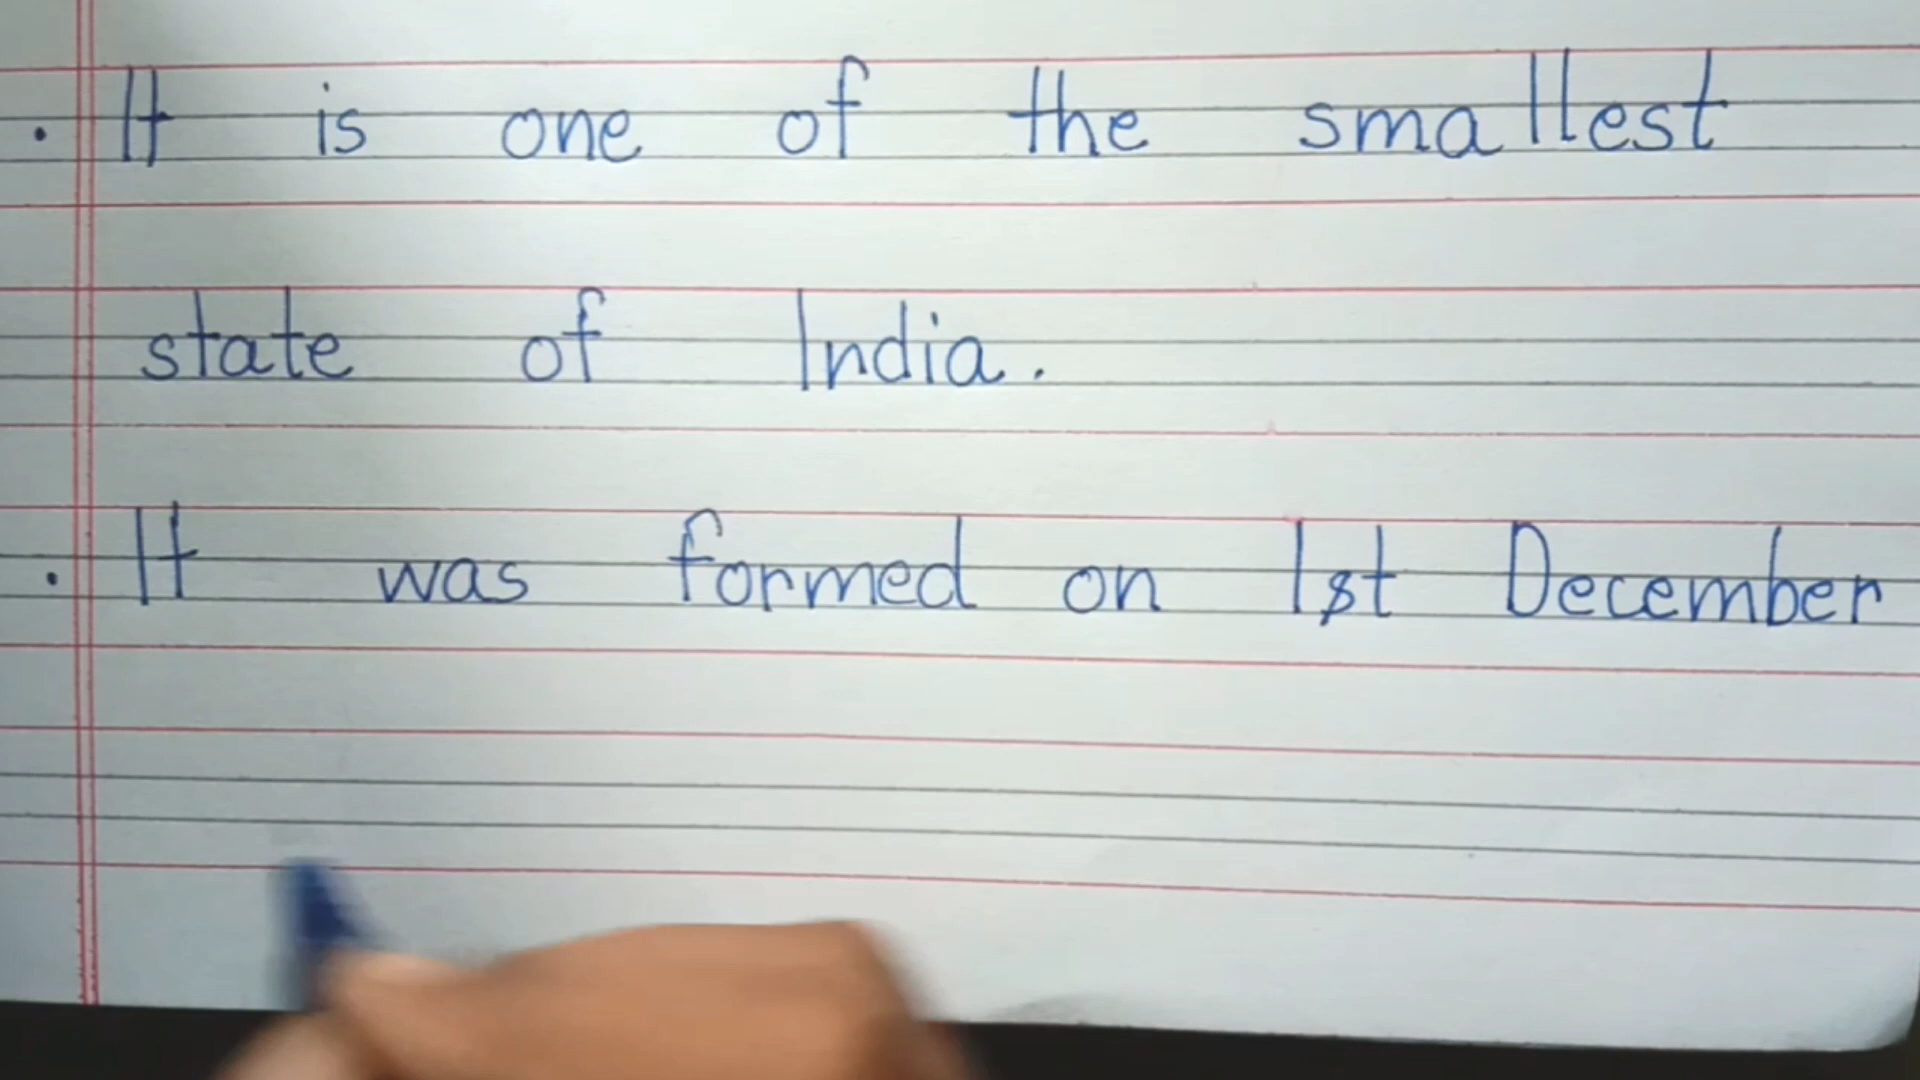 . It is one of the smallest
state of India.
. It was formed on 1st December